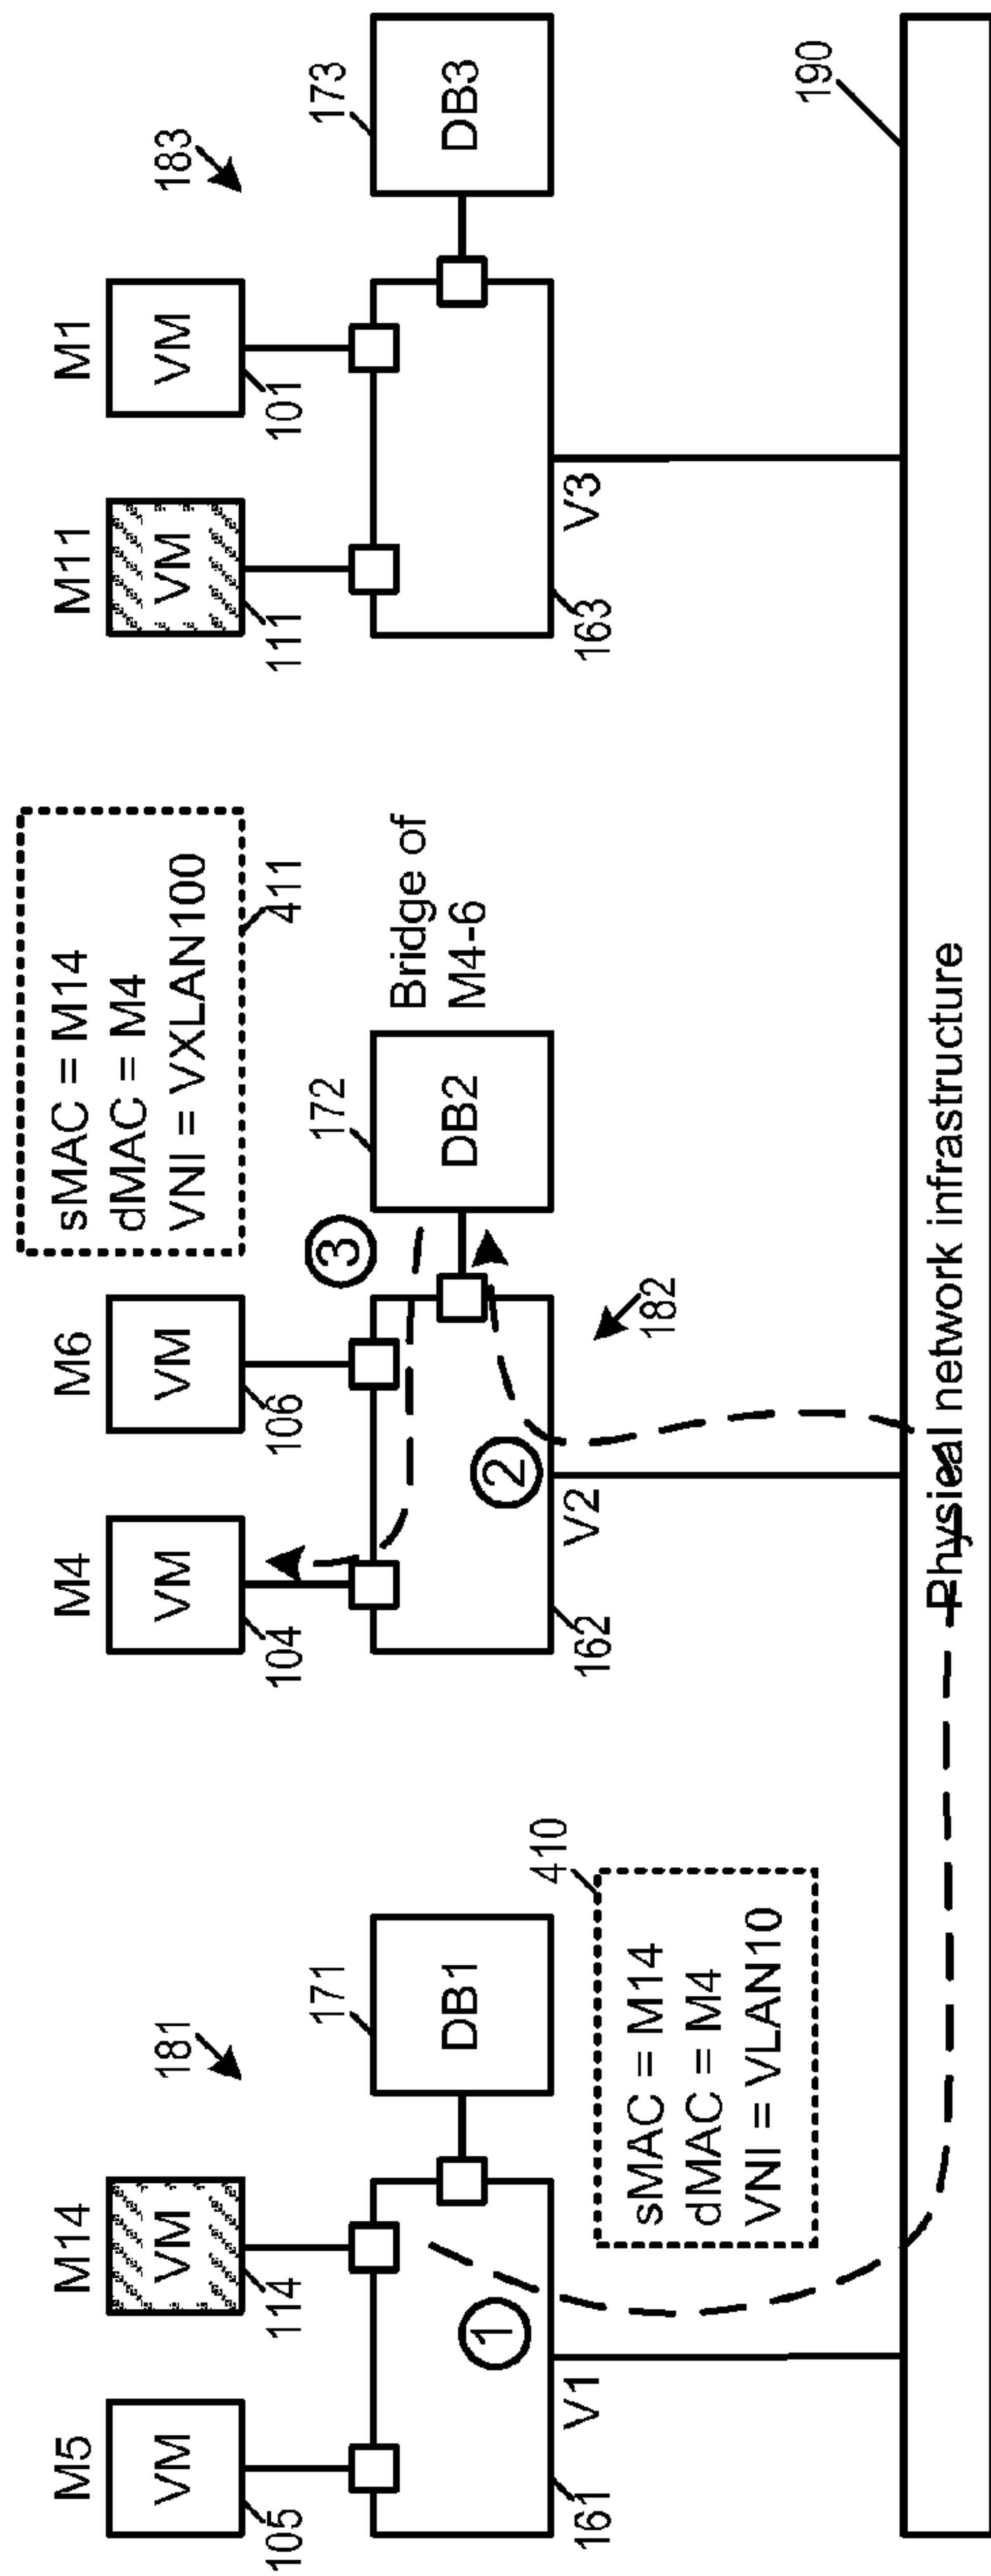 M5
M14
M4
M6
M11
M1
VM
VM
VM
VM
VM
VM
105
114
104
106
111
101
sMAC = M14
dMAC = M4
VNI = VXLAN100
411
181
183
171
172
173
DB1
DB2
DB3
Bridge of
M4-6
3
1
2
182
161
V1
162
V2
163
V3
410
sMAC = M14
dMAC = M4
VNI = VLAN10
190
Physical network infrastructure